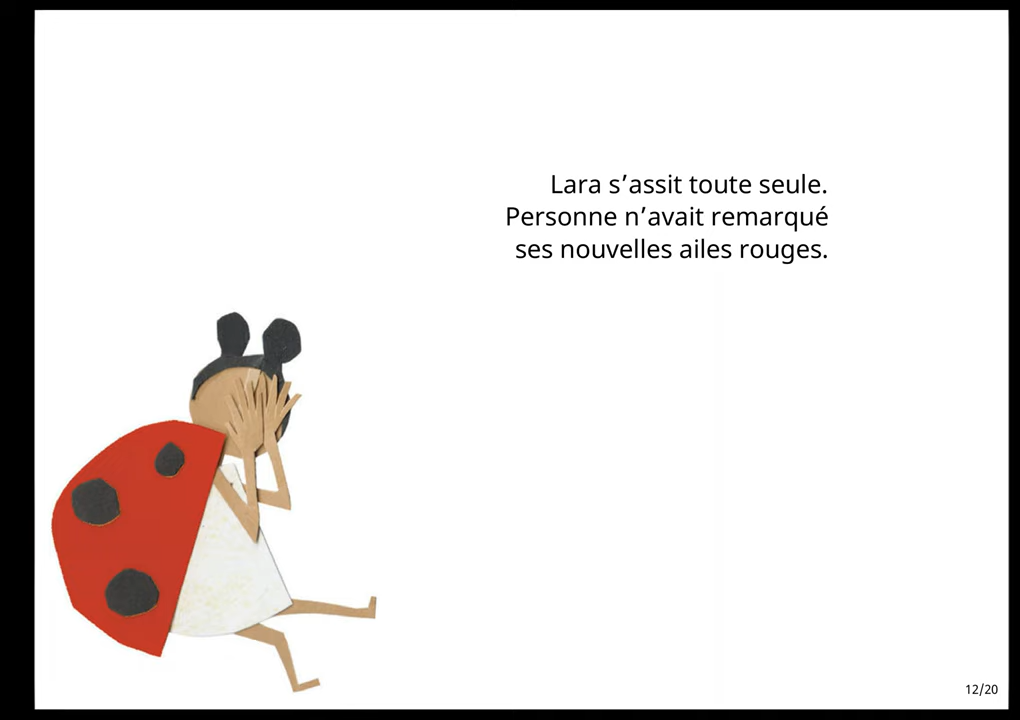 Lara s’assit toute seule.
Personne n’avait remarqué
ses nouvelles ailes rouges.
12/20